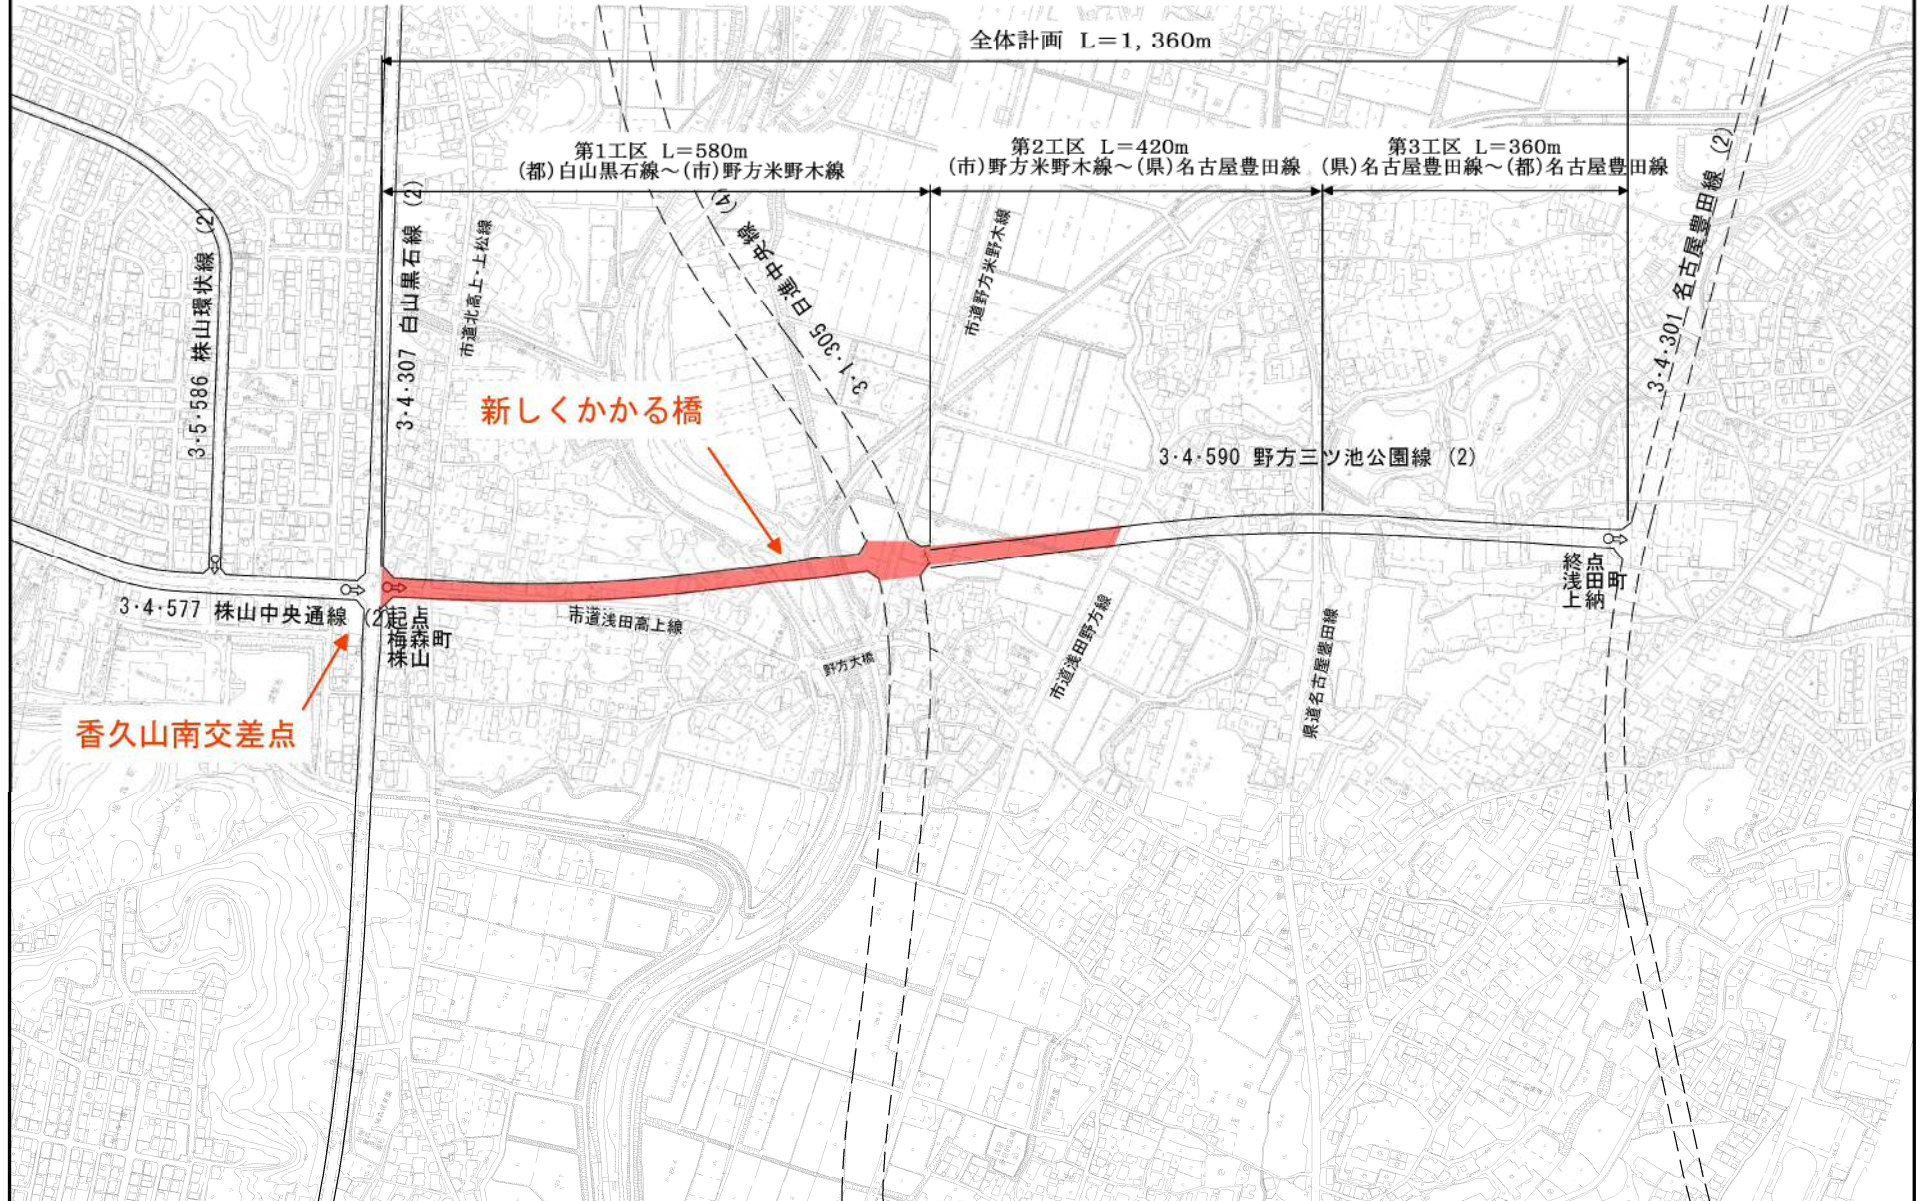 全体計画 L=1,360m
第1工区 L=580m
(都)白山黒石線～(市)野方米野木線
第2工区 L=420m
(市)野方米野木線～(県)名古屋豊田線
第3工区 L=360m
(県)名古屋豊田線～(都)名古屋豊田線
3・5・586 株山環状線 (2)
3・4・307 白山黒石線 (2)
市道北高上・上松線
3・1・305 日進中央線 (4)
市道野方米野木線
3・4・301 名古屋豊田線 (2)
新しくかかる橋
3・4・590 野方三ツ池公園線 (2)
3・4・577 株山中央通線 (2)
起点
梅森町
株山
市道浅田高上線
野方大橋
市道浅田野方線
県道名古屋豊田線
終点
浅田町
上納
香久山南交差点